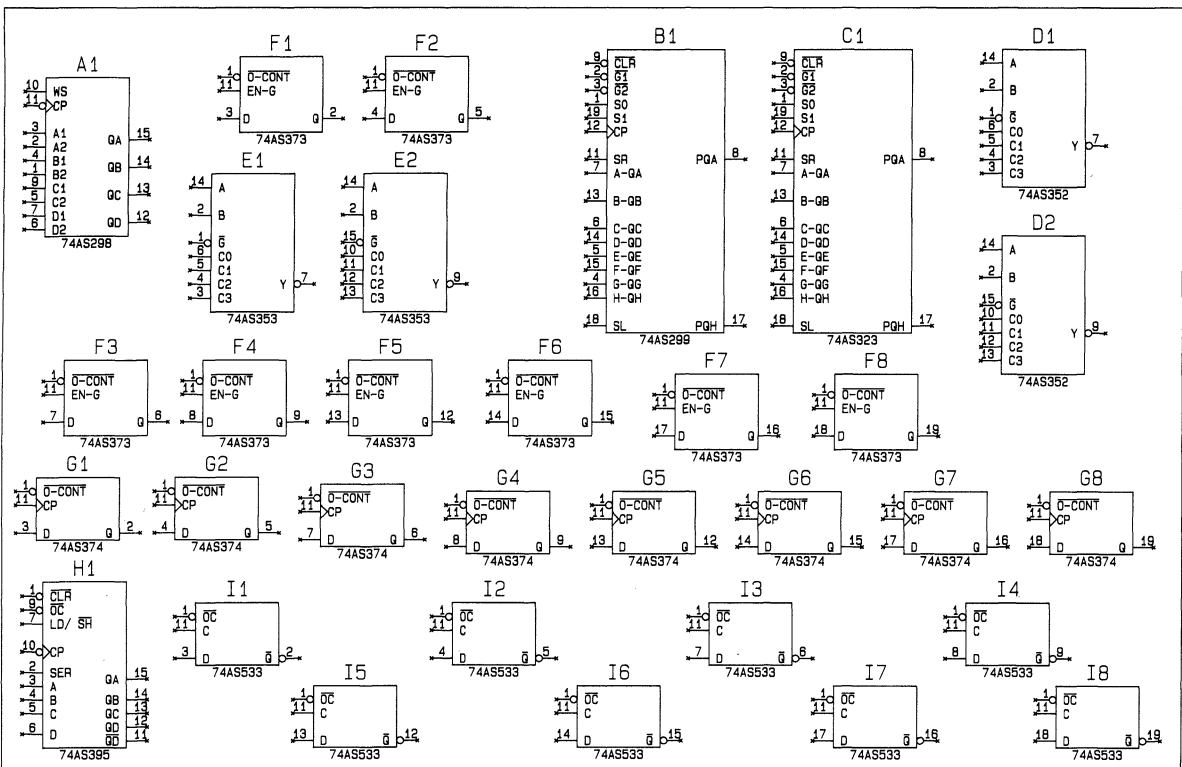 A1
10 WS
11 CP
3 A1
2 A2
4 B1
1 B2
9 C1
5 C2
7 D1
6 D2
QA 15
QB 14
QC 13
QD 12
74AS298
F1
1 O-CONT
11 EN-G
3 D Q 2
74AS373
F2
1 O-CONT
11 EN-G
4 D Q 5
74AS373
B1
9 CLR
2 G1
3 G2
1 S0
19 S1
12 CP
11 SR PQA 8
7 A-QA
13 B-QB
6 C-QC
14 D-QD
5 E-QE
15 F-QF
4 G-QG
16 H-QH
18 SL PQH 17
74AS299
C1
9 CLR
2 G1
3 G2
1 S0
19 S1
12 CP
11 SR PQA 8
7 A-QA
13 B-QB
6 C-QC
14 D-QD
5 E-QE
15 F-QF
4 G-QG
16 H-QH
18 SL PQH 17
74AS323
D1
14 A
2 B
1 G
6 C0
5 C1 Y 7
4 C2
3 C3
74AS352
E1
14 A
2 B
1 G
6 C0
5 C1
4 C2 Y 7
3 C3
74AS353
E2
14 A
2 B
15 G
10 C0
11 C1
12 C2 Y 9
13 C3
74AS353
D2
14 A
2 B
15 G
10 C0
11 C1 Y 9
12 C2
13 C3
74AS352
F3
1 O-CONT
11 EN-G
7 D Q 6
74AS373
F4
1 O-CONT
11 EN-G
8 D Q 9
74AS373
F5
1 O-CONT
11 EN-G
13 D Q 12
74AS373
F6
1 O-CONT
11 EN-G
14 D Q 15
74AS373
F7
1 O-CONT
11 EN-G
17 D Q 16
74AS373
F8
1 O-CONT
11 EN-G
18 D Q 19
74AS373
G1
1 O-CONT
11 CP
3 D Q 2
74AS374
G2
1 O-CONT
11 CP
4 D Q 5
74AS374
G3
1 O-CONT
11 CP
7 D Q 6
74AS374
G4
1 O-CONT
11 CP
8 D Q 9
74AS374
G5
1 O-CONT
11 CP
13 D Q 12
74AS374
G6
1 O-CONT
11 CP
14 D Q 15
74AS374
G7
1 O-CONT
11 CP
17 D Q 16
74AS374
G8
1 O-CONT
11 CP
18 D Q 19
74AS374
H1
1 CLR
9 OC
7 LD/ SH
10 CP
2 SER
3 A
4 B
5 C
6 D
QA 15
QB 14
QC 13
QD 12
QD 11
74AS395
I1
1 OC
11 C
3 D Q 2
74AS533
I2
1 OC
11 C
4 D Q 5
74AS533
I3
1 OC
11 C
7 D Q 6
74AS533
I4
1 OC
11 C
8 D Q 9
74AS533
I5
1 OC
11 C
13 D Q 12
74AS533
I6
1 OC
11 C
14 D Q 15
74AS533
I7
1 OC
11 C
17 D Q 16
74AS533
I8
1 OC
11 C
18 D Q 19
74AS533